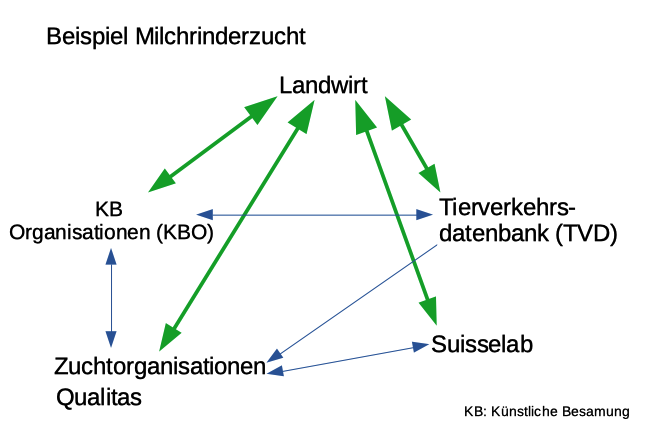 Beispiel Milchrinderzucht
Landwirt
KB
Organisationen (KBO)
Tierverkehrs-
datenbank (TVD)
Zuchtorganisationen
Qualitas
Suisselab
KB: Künstliche Besamung